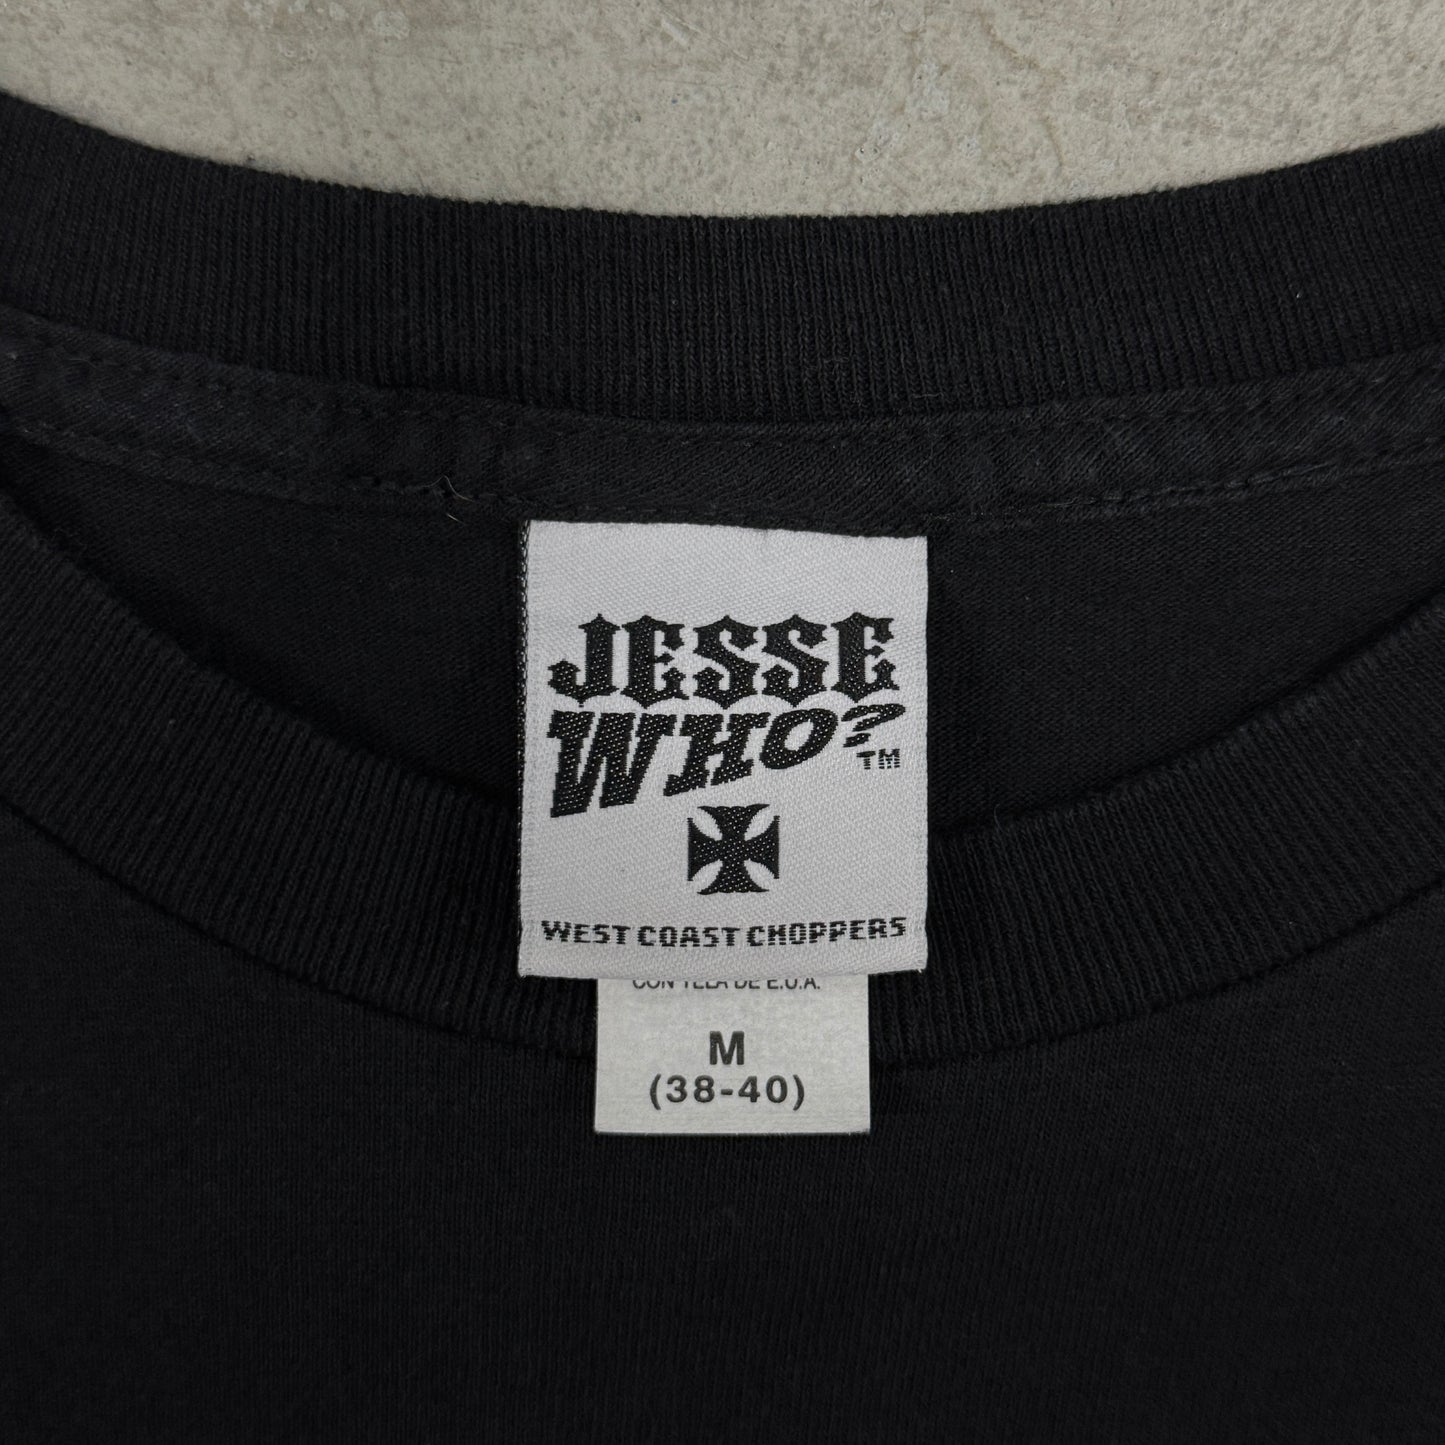 JESSE
WHO?™
WEST COAST CHOPPERS
CON TELA DE E.U.A.
M
(38-40)